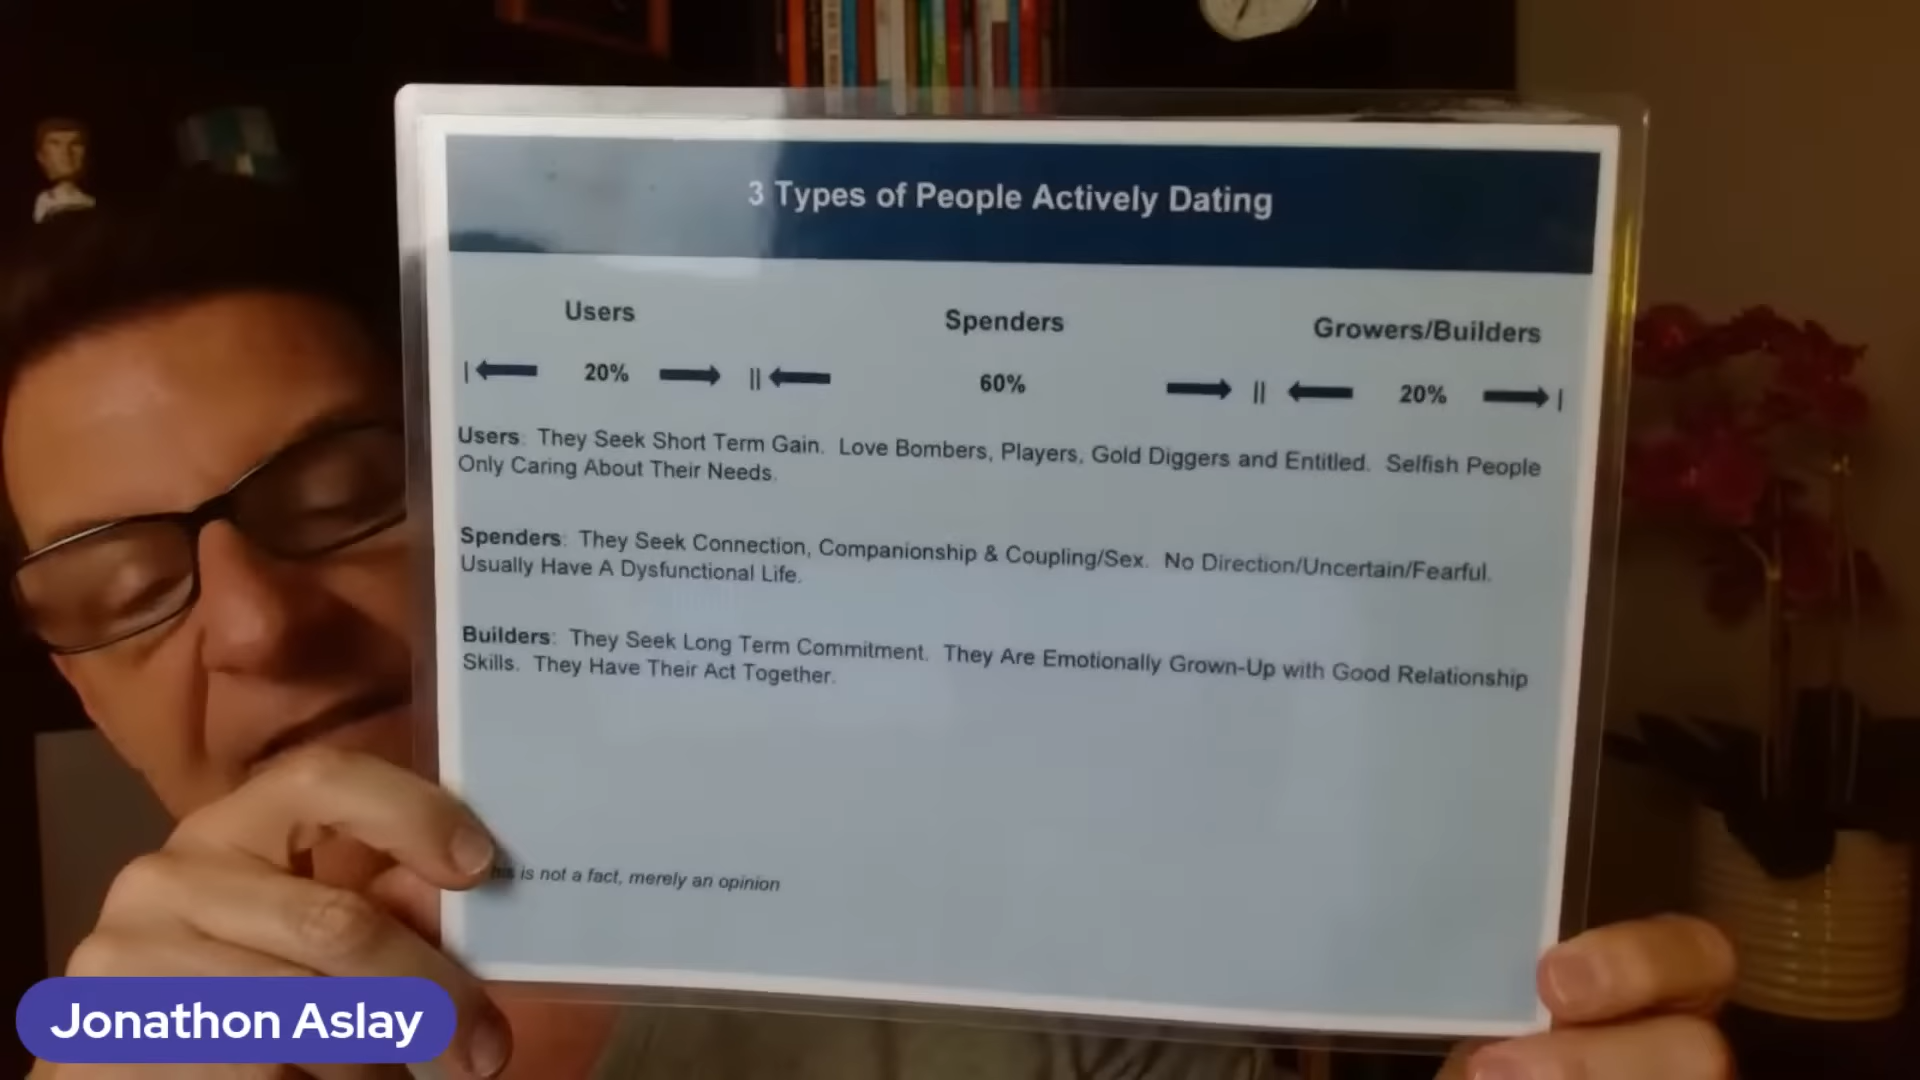 3 Types of People Actively Dating
Users
Spenders
Growers/Builders
20%
60%
20%
Users: They Seek Short Term Gain. Love Bombers, Players, Gold Diggers and Entitled. Selfish People
Only Caring About Their Needs.
Spenders: They Seek Connection, Companionship & Coupling/Sex. No Direction/Uncertain/Fearful.
Usually Have A Dysfunctional Life.
Builders: They Seek Long Term Commitment. They Are Emotionally Grown-Up with Good Relationship
Skills. They Have Their Act Together.
is not a fact, merely an opinion
Jonathon Aslay